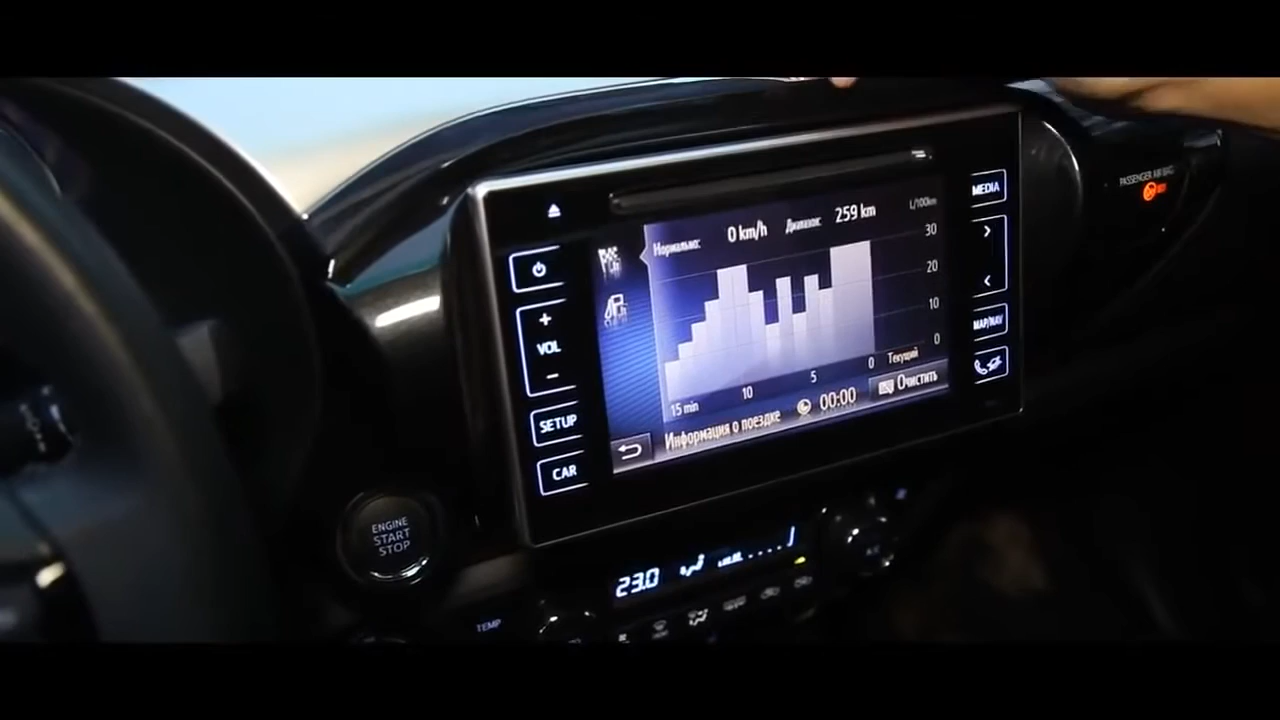 PASSENGER AIR BAG
MEDIA
VOL
SETUP
CAR
MAP/NAV
Нормально: 0 km/h Диапазон: 259 km L/100km
30
20
10
0
15 min 10 5 0 Текущий
Информация о поездке 00:00 Очистить
ENGINE
START
STOP
23.0
TEMP